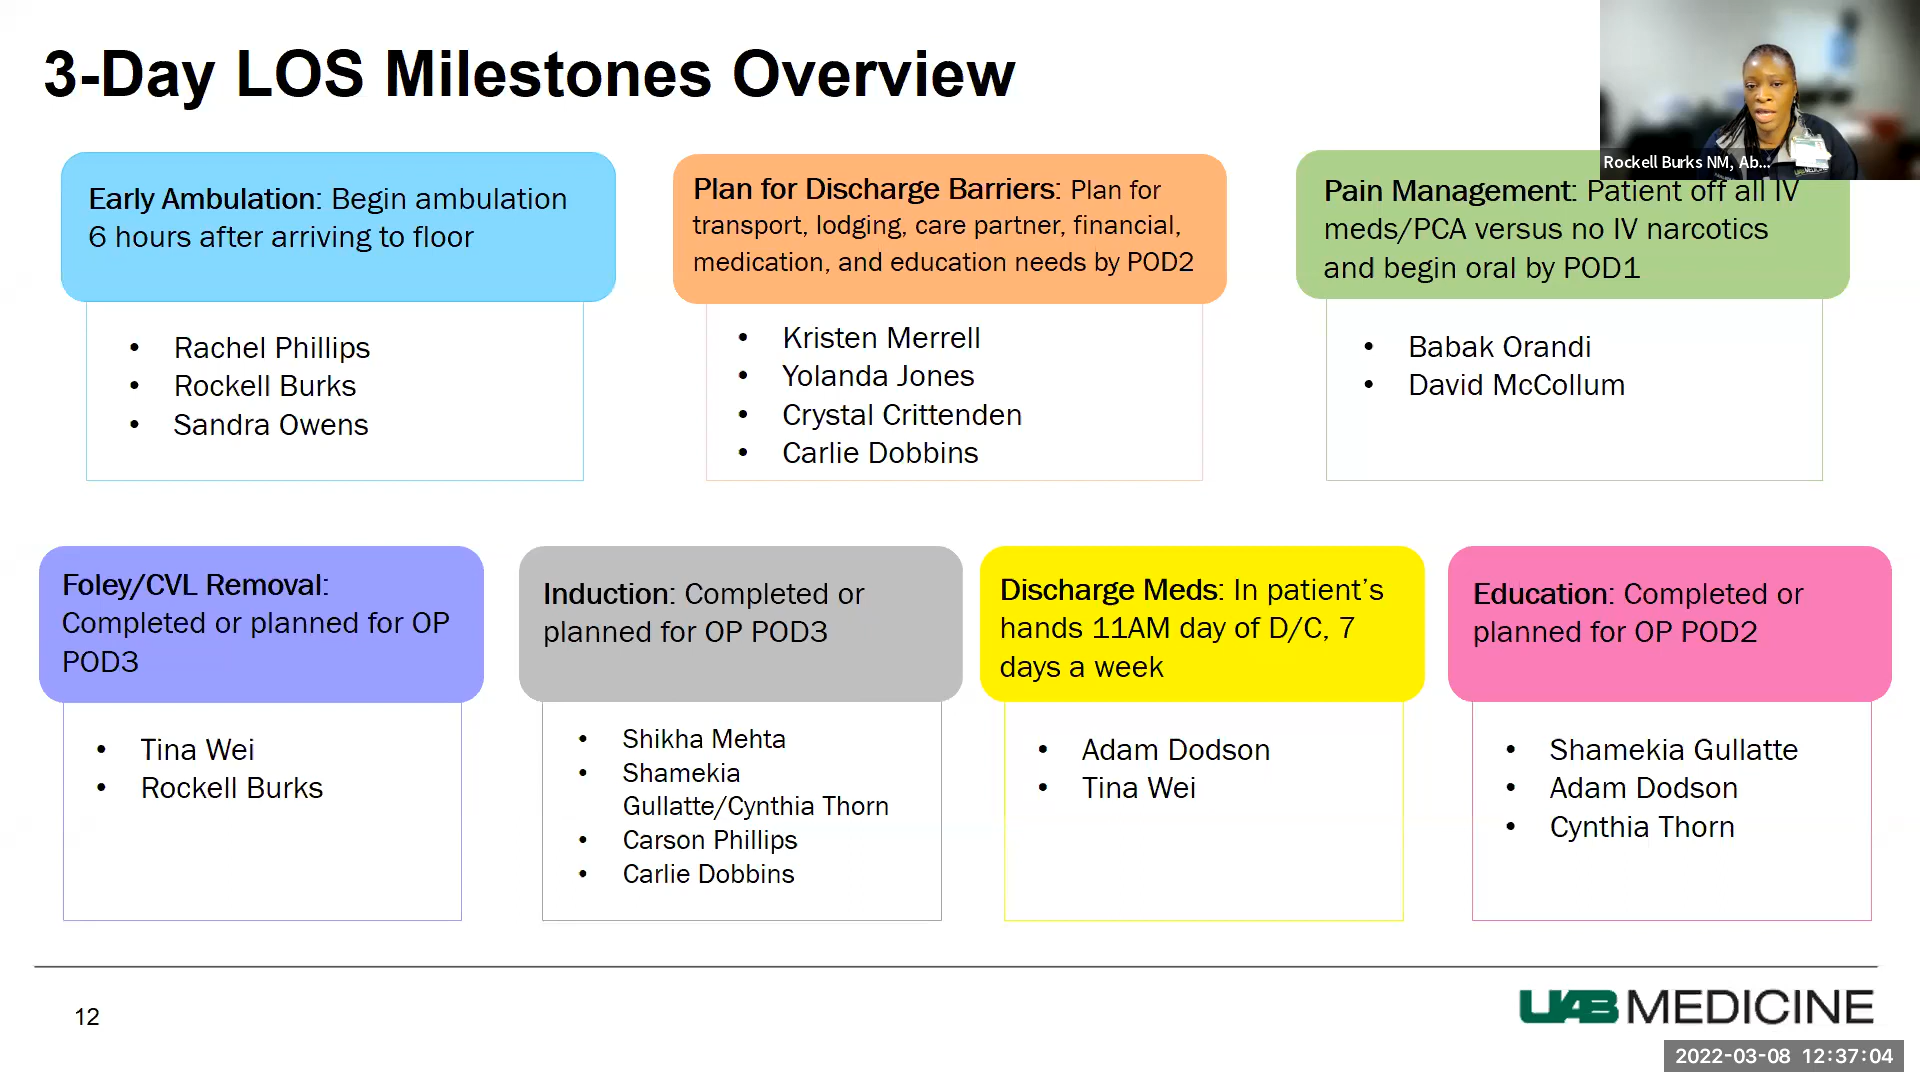 3-Day LOS Milestones Overview
Rockell Burks NM, Ab...
Early Ambulation: Begin ambulation
6 hours after arriving to floor
• Rachel Phillips
• Rockell Burks
• Sandra Owens
Plan for Discharge Barriers: Plan for
transport, lodging, care partner, financial,
medication, and education needs by POD2
• Kristen Merrell
• Yolanda Jones
• Crystal Crittenden
• Carlie Dobbins
Pain Management: Patient off all IV
meds/PCA versus no IV narcotics
and begin oral by POD1
• Babak Orandi
• David McCollum
Foley/CVL Removal:
Completed or planned for OP
POD3
• Tina Wei
• Rockell Burks
Induction: Completed or
planned for OP POD3
• Shikha Mehta
• Shamekia
Gullatte/Cynthia Thorn
• Carson Phillips
• Carlie Dobbins
Discharge Meds: In patient’s
hands 11AM day of D/C, 7
days a week
• Adam Dodson
• Tina Wei
Education: Completed or
planned for OP POD2
• Shamekia Gullatte
• Adam Dodson
• Cynthia Thorn
12
UAB MEDICINE
2022-03-08 12:37:04